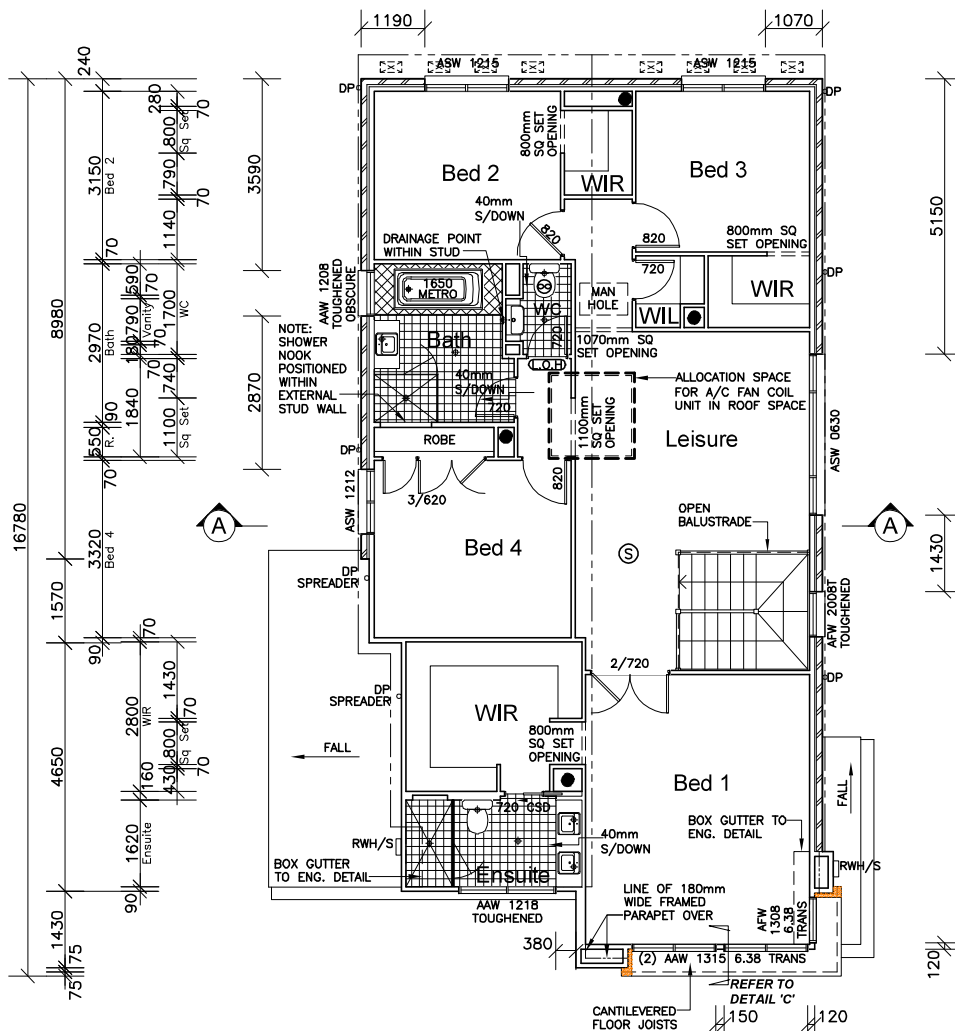 1190
1070
240
ASW 1215
ASW 1215
DP
DP
280
70
800
Sq Set
800mm
SQ SET
OPENING
3150
Bed 2
790
70
3590
Bed 2
WIR
Bed 3
5150
40mm
S/DOWN
1140
820
820
800mm SQ
SET OPENING
70
DRAINAGE POINT
WITHIN STUD
720
DP
590
70
1650
METRO
WC
MAN
HOLE
WIR
8980
AAW 1208
TOUGHENED
OBSCURE
WIL
1700
WC
2970
Bath
790
Vanity
180
70
NOTE:
SHOWER
NOOK
POSITIONED
WITHIN
EXTERNAL
STUD WALL
Bath
720
1070mm SQ
SET OPENING
L.O.H
70
740
2870
40mm
S/DOWN
ALLOCATION SPACE
FOR A/C FAN COIL
UNIT IN ROOF SPACE
1840
90
1100
Sq Set
720
1100mm
SQ SET
OPENING
Leisure
ASW 0630
550
R.
DP
ROBE
70
3/620
820
16780
ASW 1212
OPEN
BALUSTRADE
A
A
3320
Bed 4
Bed 4
S
1430
1570
DP
SPREADER
AFW 2008T
TOUGHENED
70
90
2/720
1430
DP
SPREADER
DP
2800
WIR
70
WIR
800
Sq Set
800mm
SQ SET
OPENING
FALL
4650
70
430
160
720 CSD
Bed 1
FALL
1620
Ensuite
RWH/S
BOX GUTTER TO
ENG. DETAIL
40mm
S/DOWN
BOX GUTTER
TO ENG. DETAIL
Ensuite
RWH/S
90
LINE OF 180mm
WIDE FRAMED
PARAPET OVER
AAW 1218
TOUGHENED
AFW
1308
6.38
TRANS
1430
380
75
(2) AAW 1315 6.38 TRANS
120
75
REFER TO
DETAIL 'C'
CANTILEVERED
FLOOR JOISTS
150
120